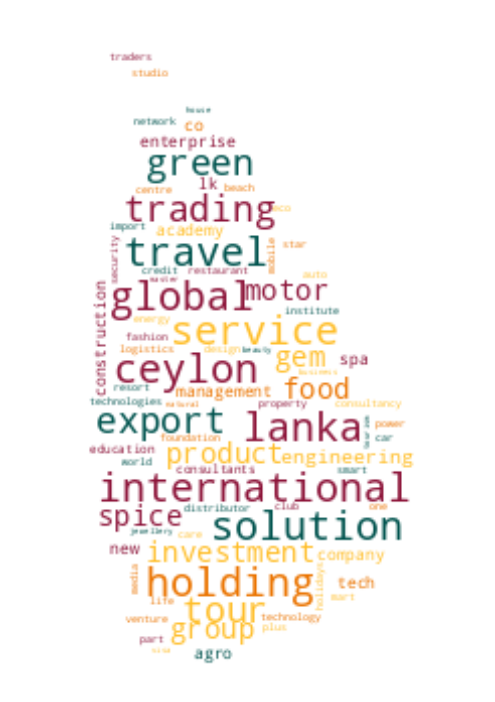 traders
studio
house
network co
enterprise
green
lk
centre beach
trading
import academy
travel
security mobile star
credit restaurant
auto
global motor
construction
institute
energy service
fashion
logistics design beauty
gem spa
ceylon
business
resort management food
technologies natural property consultancy
export lanka
power
car
foundation
education product engineering
world consultants smart
international
spice distributor club one
solution
jewellery care
new investment company
media holding tech
holidays
life tour mart
venture technology
group plus
part
agro